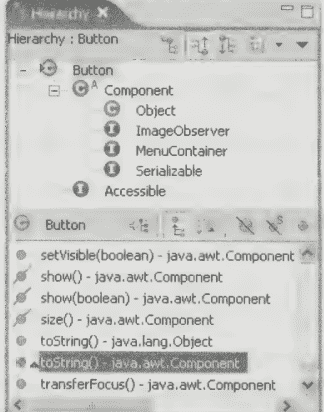 Hierarchy
Hierarchy : Button
Button
A
Component
Object
ImageObserver
MenuContainer
Serializable
Accessible
Button
setVisible(boolean) - java.awt.Component
show() - java.awt.Component
show(boolean) - java.awt.Component
size() - java.awt.Component
toString() - java.lang.Object
toString() - java.awt.Component
transferFocus() - java.awt.Component